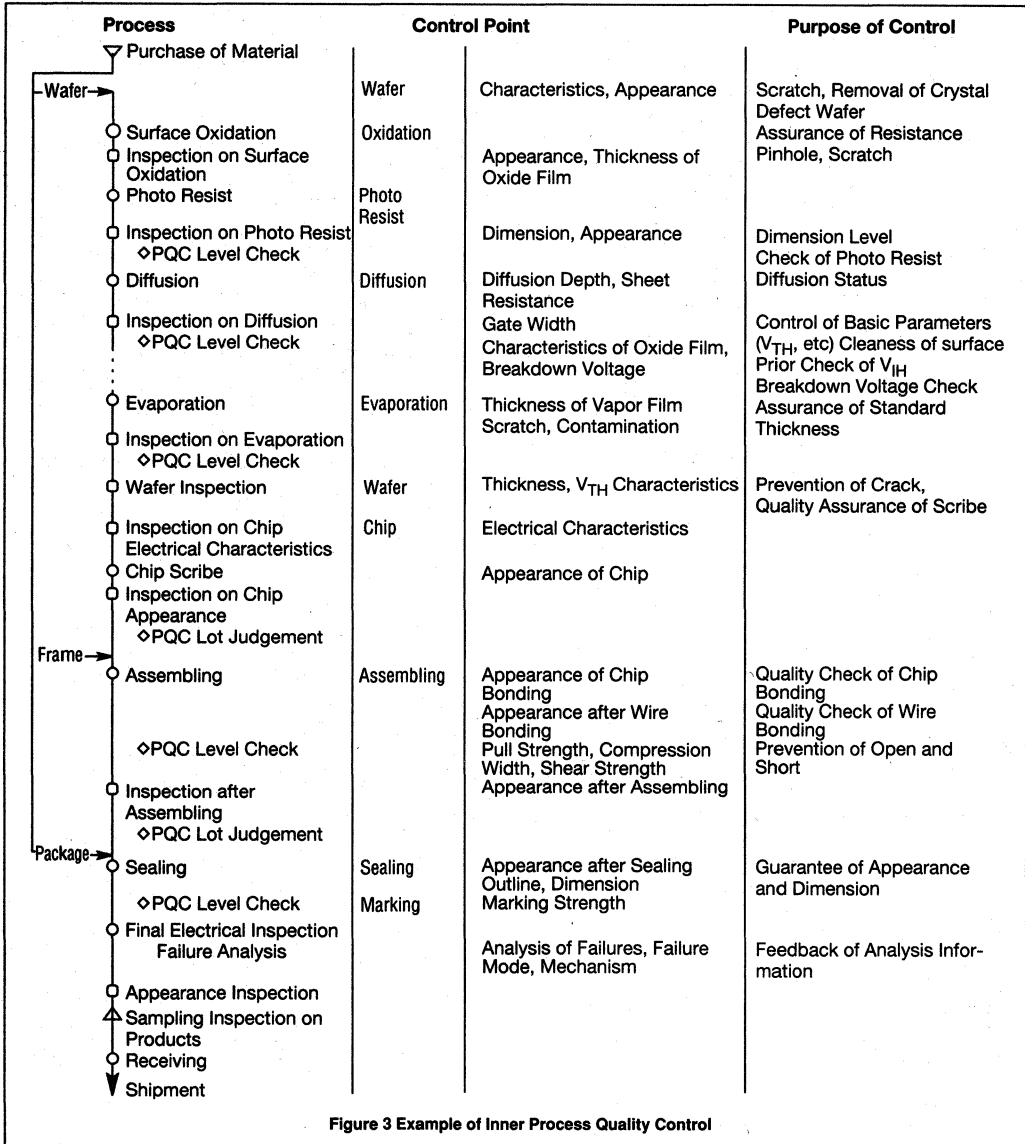 Process Control Point Purpose of Control
Purchase of Material
Wafer Wafer Characteristics, Appearance Scratch, Removal of Crystal
Defect Wafer
Surface Oxidation Oxidation Assurance of Resistance
Inspection on Surface Appearance, Thickness of Pinhole, Scratch
Oxidation Oxide Film
Photo Resist Photo
Resist
Inspection on Photo Resist Dimension, Appearance Dimension Level
◇PQC Level Check Check of Photo Resist
Diffusion Diffusion Diffusion Depth, Sheet Diffusion Status
Resistance
Inspection on Diffusion Gate Width Control of Basic Parameters
◇PQC Level Check Characteristics of Oxide Film, (VTH, etc) Cleaness of surface
Breakdown Voltage Prior Check of VIH
Breakdown Voltage Check
Evaporation Evaporation Thickness of Vapor Film Assurance of Standard
Scratch, Contamination Thickness
Inspection on Evaporation
◇PQC Level Check
Wafer Inspection Wafer Thickness, VTH Characteristics Prevention of Crack,
Quality Assurance of Scribe
Inspection on Chip Chip Electrical Characteristics
Electrical Characteristics
Chip Scribe Appearance of Chip
Inspection on Chip
Appearance
◇PQC Lot Judgement
Frame
Assembling Assembling Appearance of Chip Quality Check of Chip
Bonding Bonding
Appearance after Wire Quality Check of Wire
Bonding Bonding
◇PQC Level Check Pull Strength, Compression Prevention of Open and
Width, Shear Strength Short
Inspection after Appearance after Assembling
Assembling
◇PQC Lot Judgement
Package
Sealing Sealing Appearance after Sealing Guarantee of Appearance
Outline, Dimension and Dimension
◇PQC Level Check Marking Marking Strength
Final Electrical Inspection
Failure Analysis Analysis of Failures, Failure Feedback of Analysis Infor-
Mode, Mechanism mation
Appearance Inspection
Sampling Inspection on
Products
Receiving
Shipment
Figure 3 Example of Inner Process Quality Control